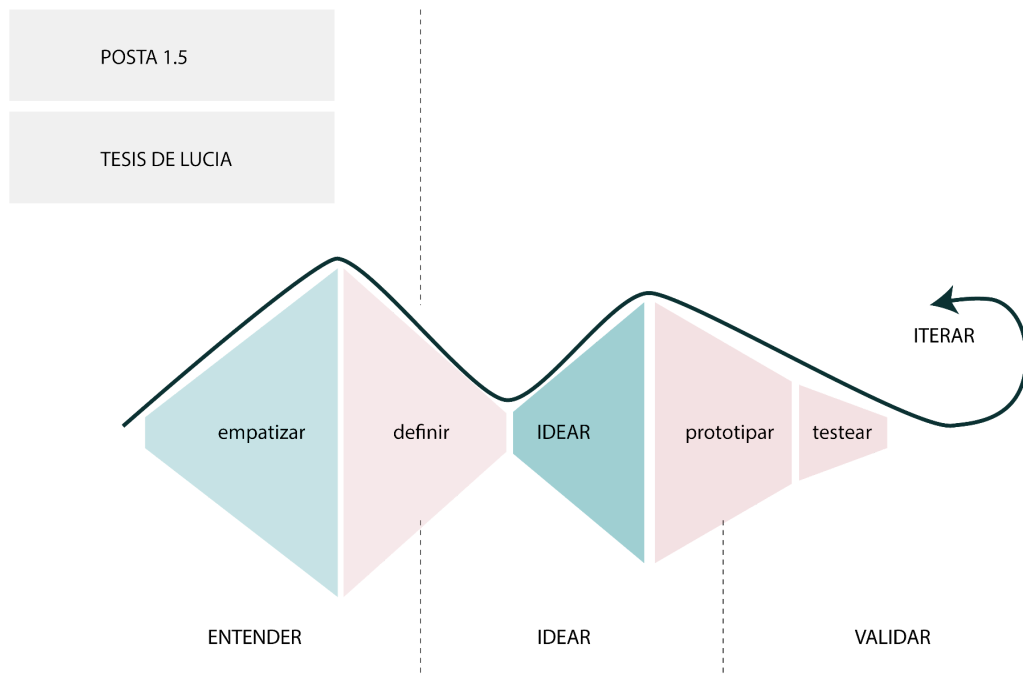 POSTA 1.5
TESIS DE LUCIA
ITERAR
empatizar
definir
IDEAR
prototipar
testear
ENTENDER
IDEAR
VALIDAR